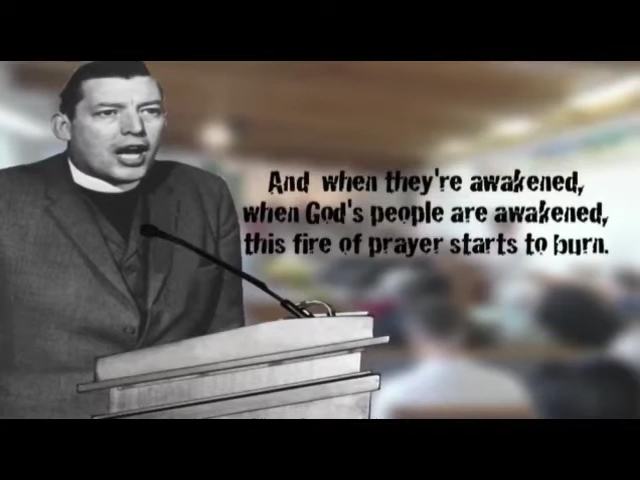 And when they're awakened,
when God's people are awakened,
this fire of prayer starts to burn.